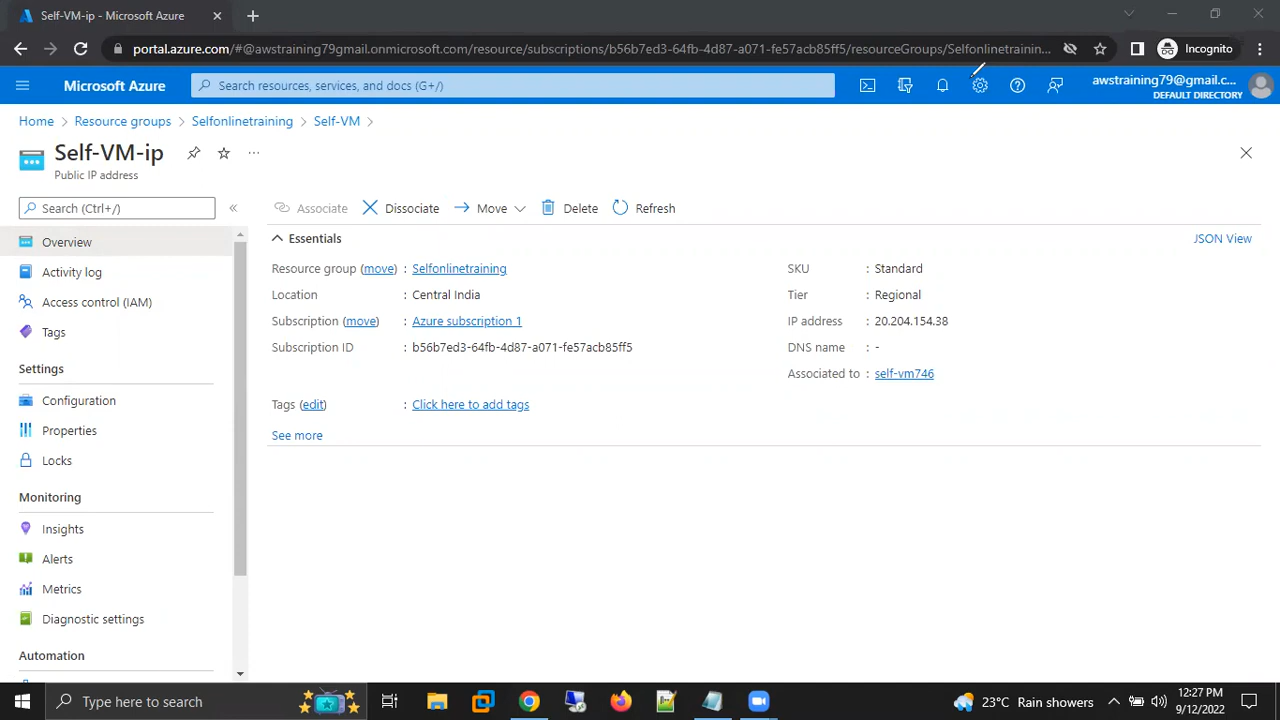 Self-VM-ip - Microsoft Azure
portal.azure.com/#@awstraining79gmail.onmicrosoft.com/resource/subscriptions/b56b7ed3-64fb-4d87-a071-fe57acb85ff5/resourceGroups/Selfonlinetrainin...
Incognito
Microsoft Azure
Search resources, services, and docs (G+/)
awstraining79@gmail.c...
DEFAULT DIRECTORY
Home > Resource groups > Selfonlinetraining > Self-VM >
Self-VM-ip
Public IP address
Search (Ctrl+/)
Associate Dissociate Move Delete Refresh
Overview
Activity log
Access control (IAM)
Tags
Settings
Configuration
Properties
Locks
Monitoring
Insights
Alerts
Metrics
Diagnostic settings
Automation
Essentials
JSON View
Resource group (move) : Selfonlinetraining
Location : Central India
Subscription (move) : Azure subscription 1
Subscription ID : b56b7ed3-64fb-4d87-a071-fe57acb85ff5
SKU : Standard
Tier : Regional
IP address : 20.204.154.38
DNS name : -
Associated to : self-vm746
Tags (edit) : Click here to add tags
See more
Type here to search
23°C Rain showers
12:27 PM
9/12/2022